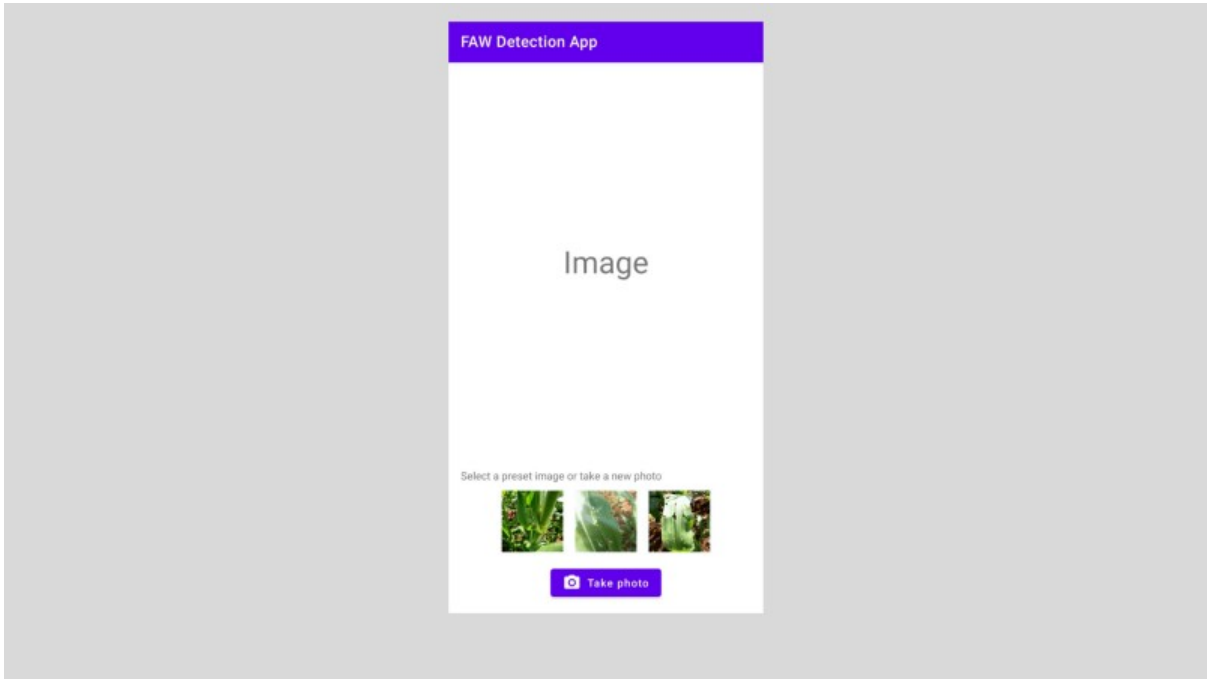 FAW Detection App
Image
Select a preset image or take a new photo
Take photo